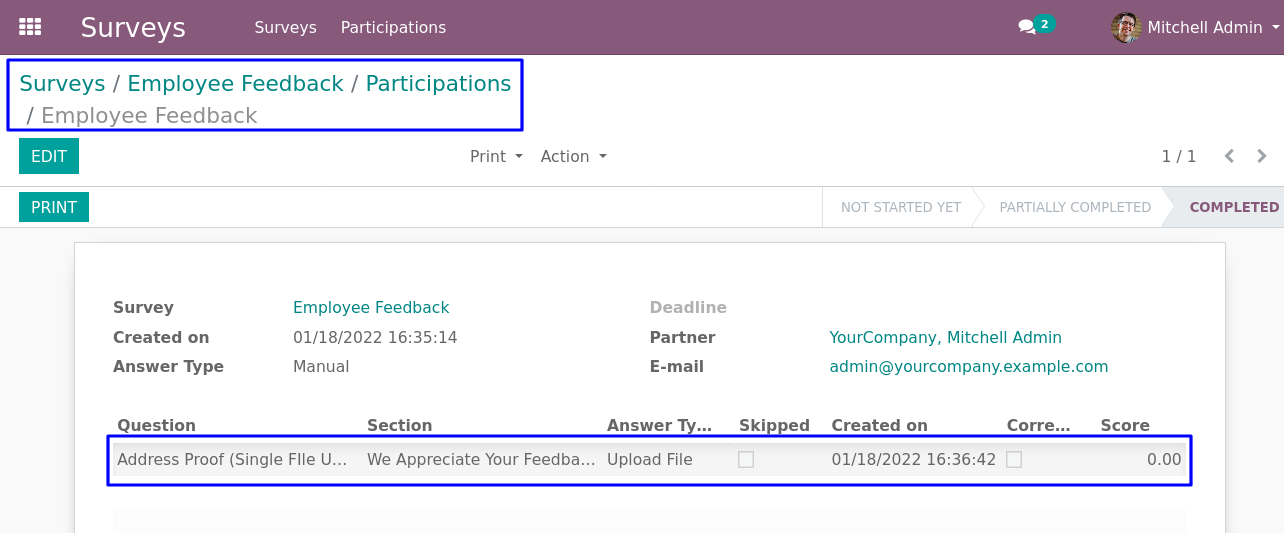 Surveys Surveys Participations 2 Mitchell Admin
Surveys / Employee Feedback / Participations
/ Employee Feedback
EDIT Print Action 1 / 1
PRINT NOT STARTED YET PARTIALLY COMPLETED COMPLETED
Survey Employee Feedback Deadline
Created on 01/18/2022 16:35:14 Partner YourCompany, Mitchell Admin
Answer Type Manual E-mail admin@yourcompany.example.com
Question Section Answer Ty... Skipped Created on Corre... Score
Address Proof (Single FIle U... We Appreciate Your Feedba... Upload File 01/18/2022 16:36:42 0.00